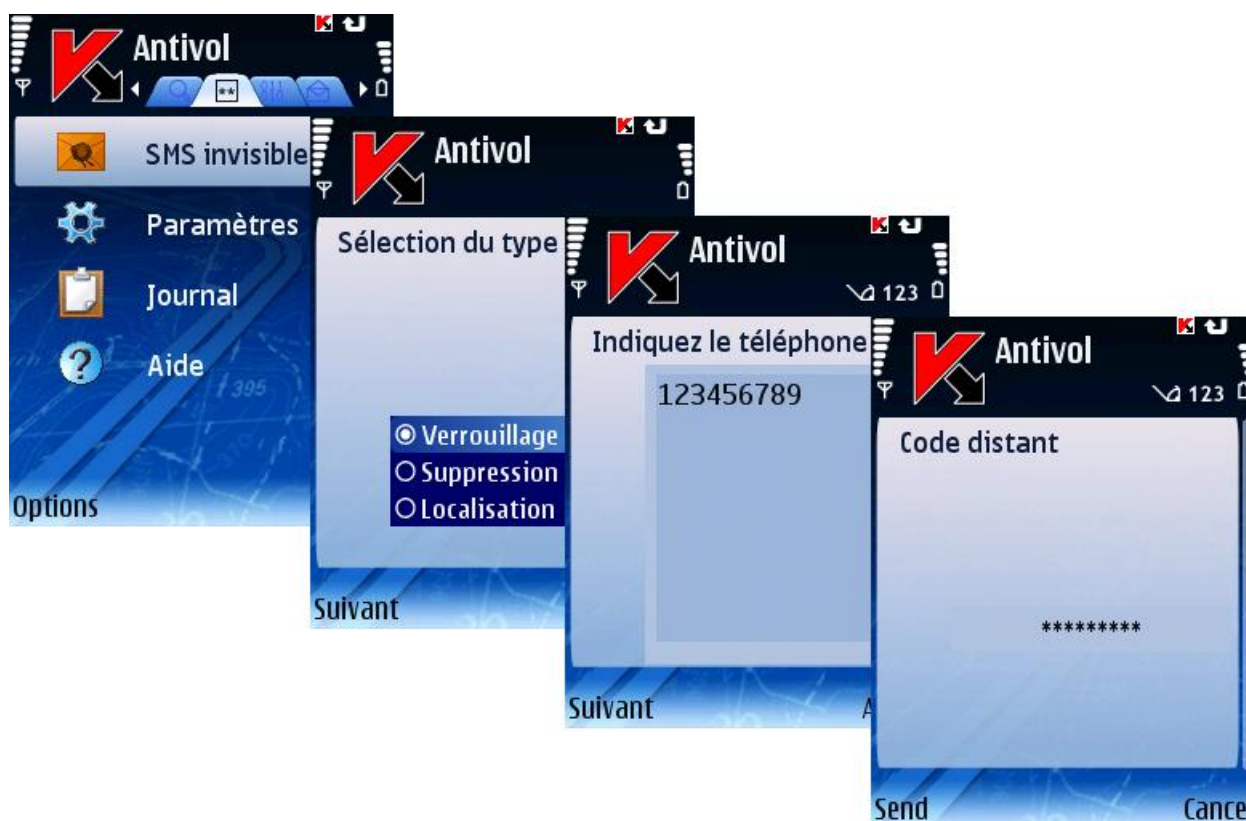 Antivol
SMS invisible
Paramètres
Journal
Aide
Options
Antivol
Sélection du type
Verrouillage
Suppression
Localisation
Suivant
Antivol
123
Indiquez le téléphone
123456789
Suivant
A
Antivol
123
Code distant
*********
Send Cance